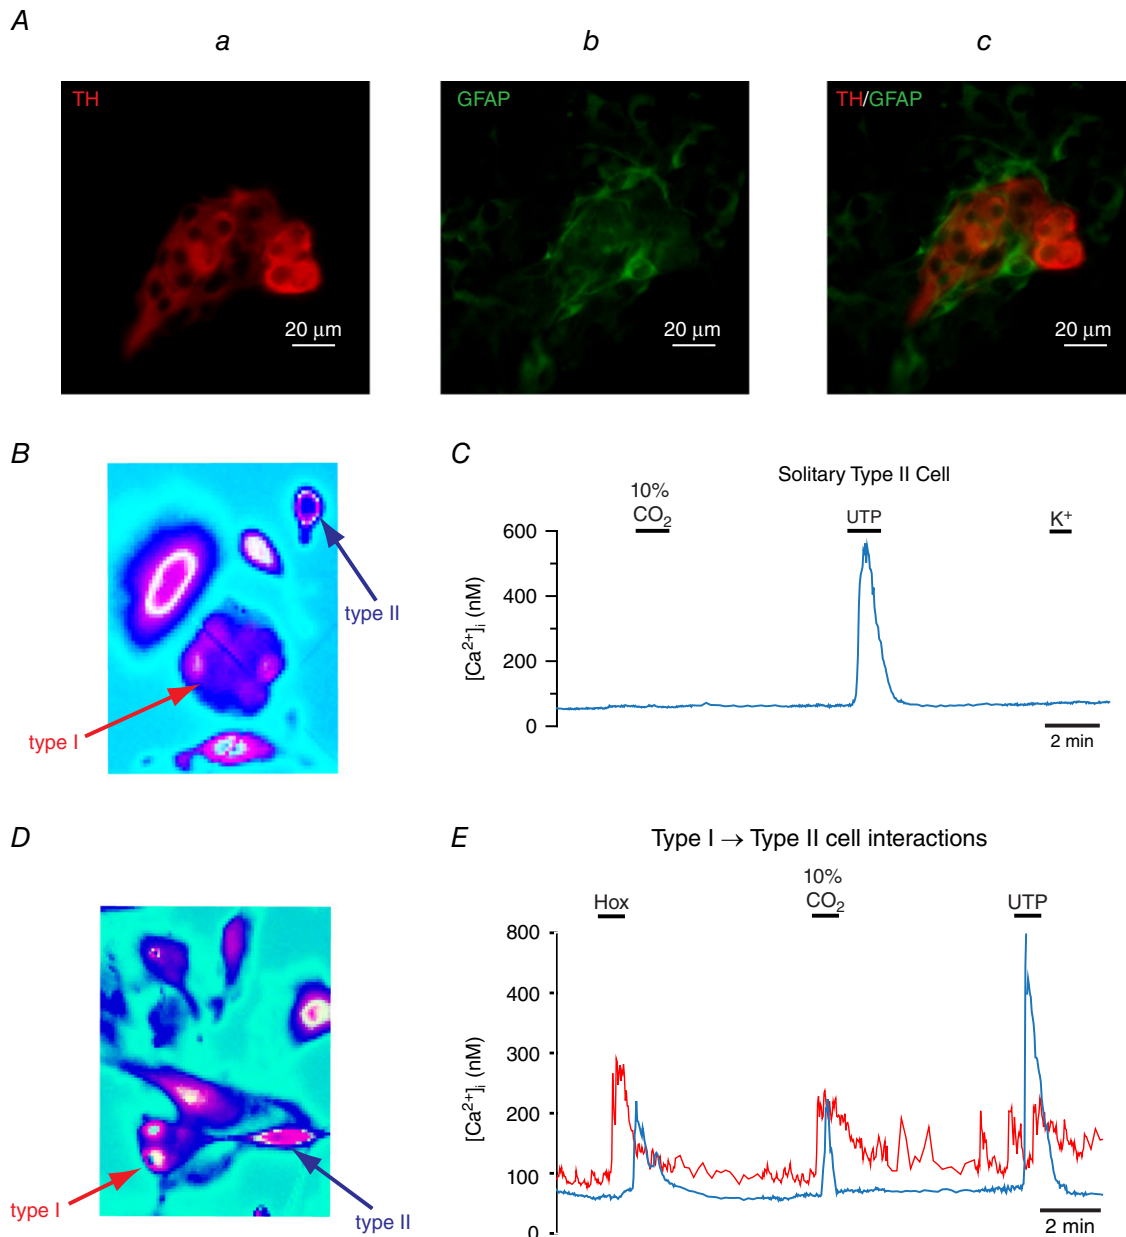 A
a
b
c
TH
GFAP
TH/GFAP
20 μm
20 μm
20 μm
B
type II
type I
C
Solitary Type II Cell
10%
CO₂
UTP
K⁺
600
400
200
0
[Ca²⁺]ᵢ (nM)
2 min
D
type I
type II
E
Type I → Type II cell interactions
Hox
10%
CO₂
UTP
800
400
300
200
100
0
[Ca²⁺]ᵢ (nM)
2 min